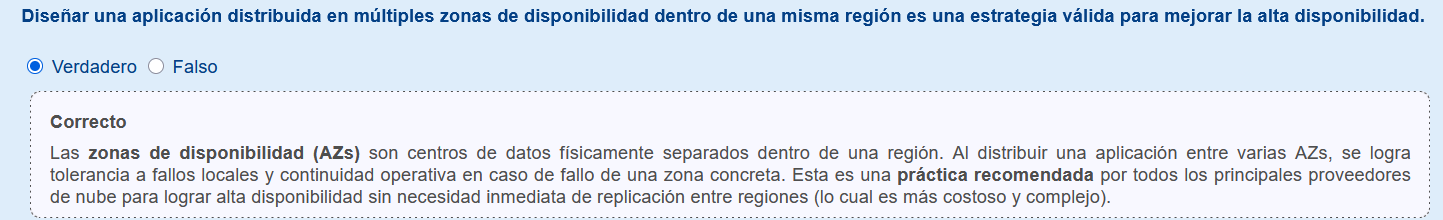 Diseñar una aplicación distribuida en múltiples zonas de disponibilidad dentro de una misma región es una estrategia válida para mejorar la alta disponibilidad.
Verdadero Falso
Correcto
Las zonas de disponibilidad (AZs) son centros de datos físicamente separados dentro de una región. Al distribuir una aplicación entre varias AZs, se logra
tolerancia a fallos locales y continuidad operativa en caso de fallo de una zona concreta. Esta es una práctica recomendada por todos los principales proveedores
de nube para lograr alta disponibilidad sin necesidad inmediata de replicación entre regiones (lo cual es más costoso y complejo).